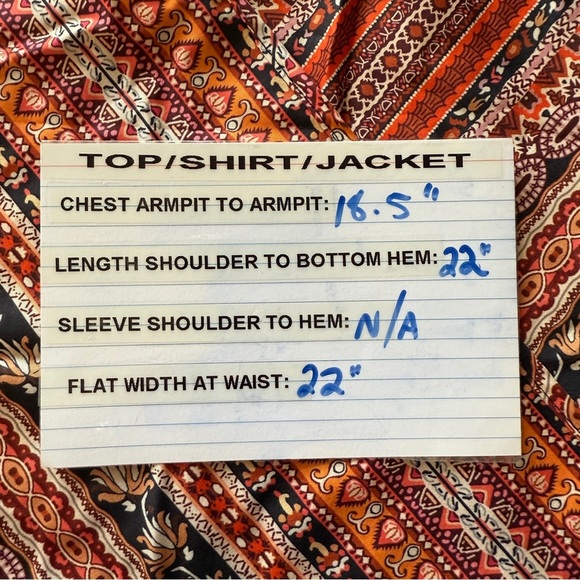 TOP/SHIRT/JACKET
CHEST ARMPIT TO ARMPIT: 18.5"
LENGTH SHOULDER TO BOTTOM HEM: 22"
SLEEVE SHOULDER TO HEM: N/A
FLAT WIDTH AT WAIST: 22"